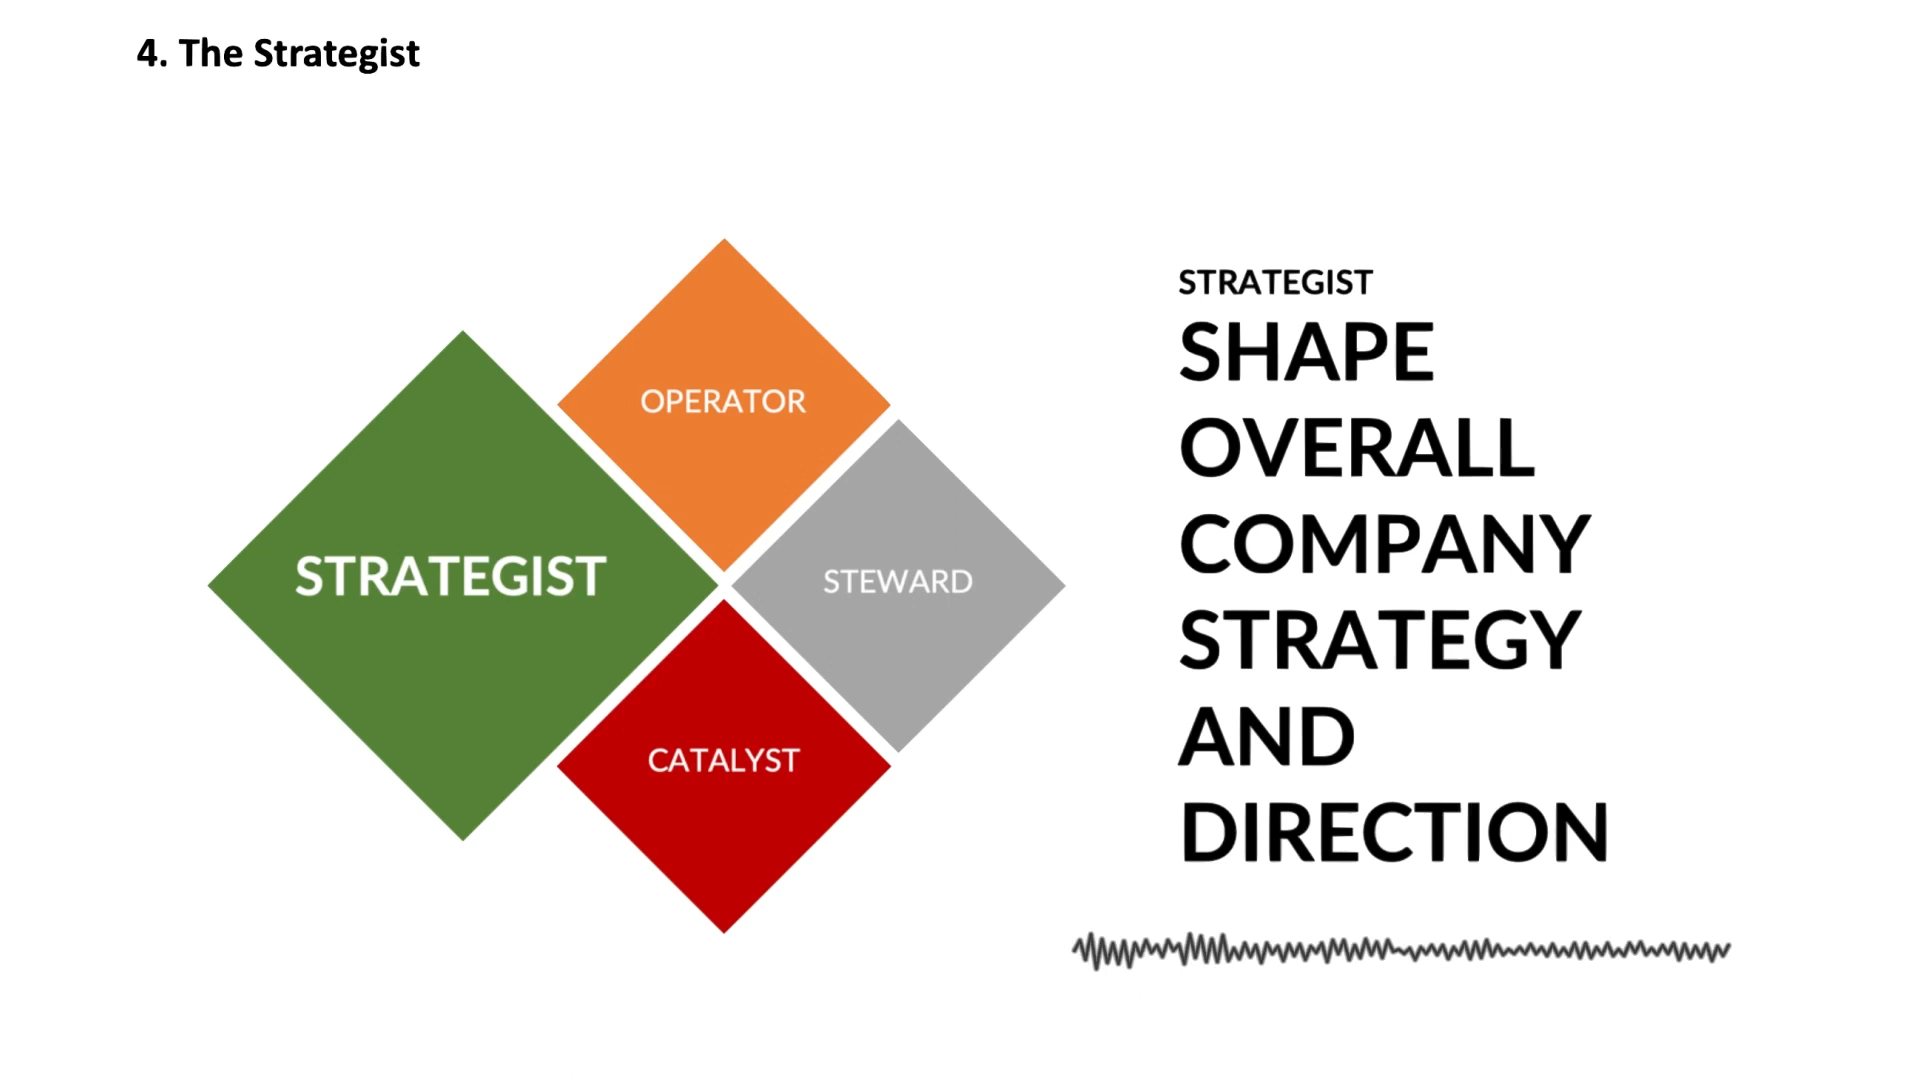 4. The Strategist
OPERATOR
STRATEGIST
STEWARD
CATALYST
STRATEGIST
SHAPE
OVERALL
COMPANY
STRATEGY
AND
DIRECTION